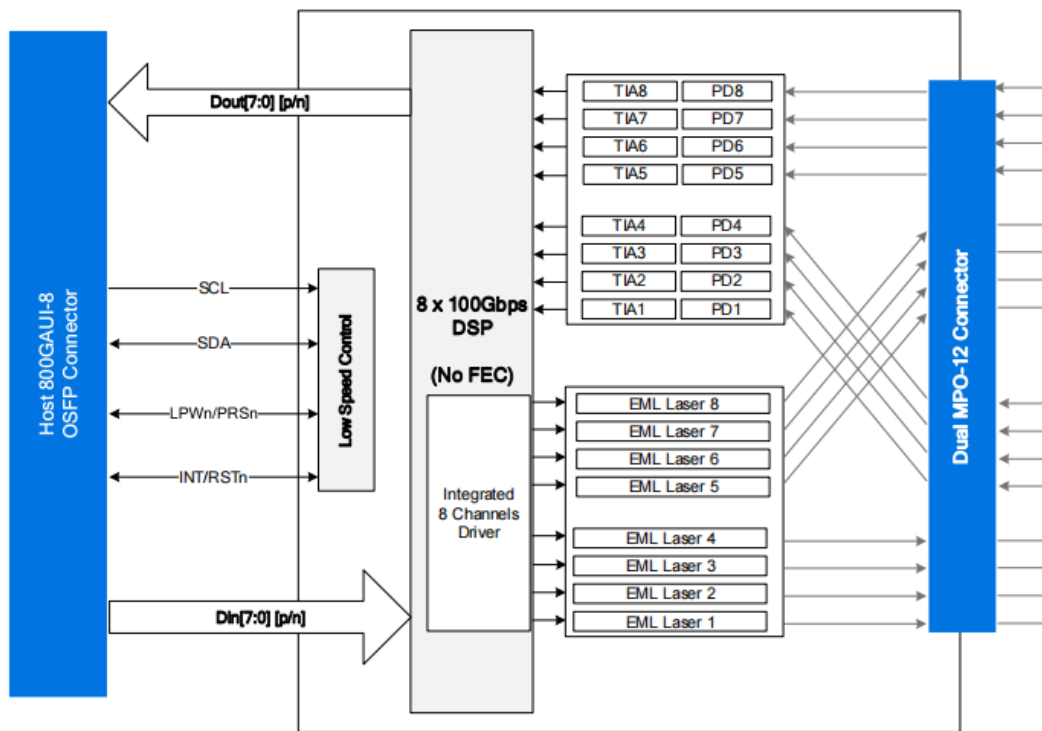 Host 800GAUI-8
OSFP Connector
Dout[7:0] [p/n]
SCL
SDA
LPWn/PRSn
INT/RSTn
Din[7:0] [p/n]
Low Speed Control
8 x 100Gbps
DSP
(No FEC)
Integrated
8 Channels
Driver
TIA8 PD8
TIA7 PD7
TIA6 PD6
TIA5 PD5
TIA4 PD4
TIA3 PD3
TIA2 PD2
TIA1 PD1
EML Laser 8
EML Laser 7
EML Laser 6
EML Laser 5
EML Laser 4
EML Laser 3
EML Laser 2
EML Laser 1
Dual MPO-12 Connector